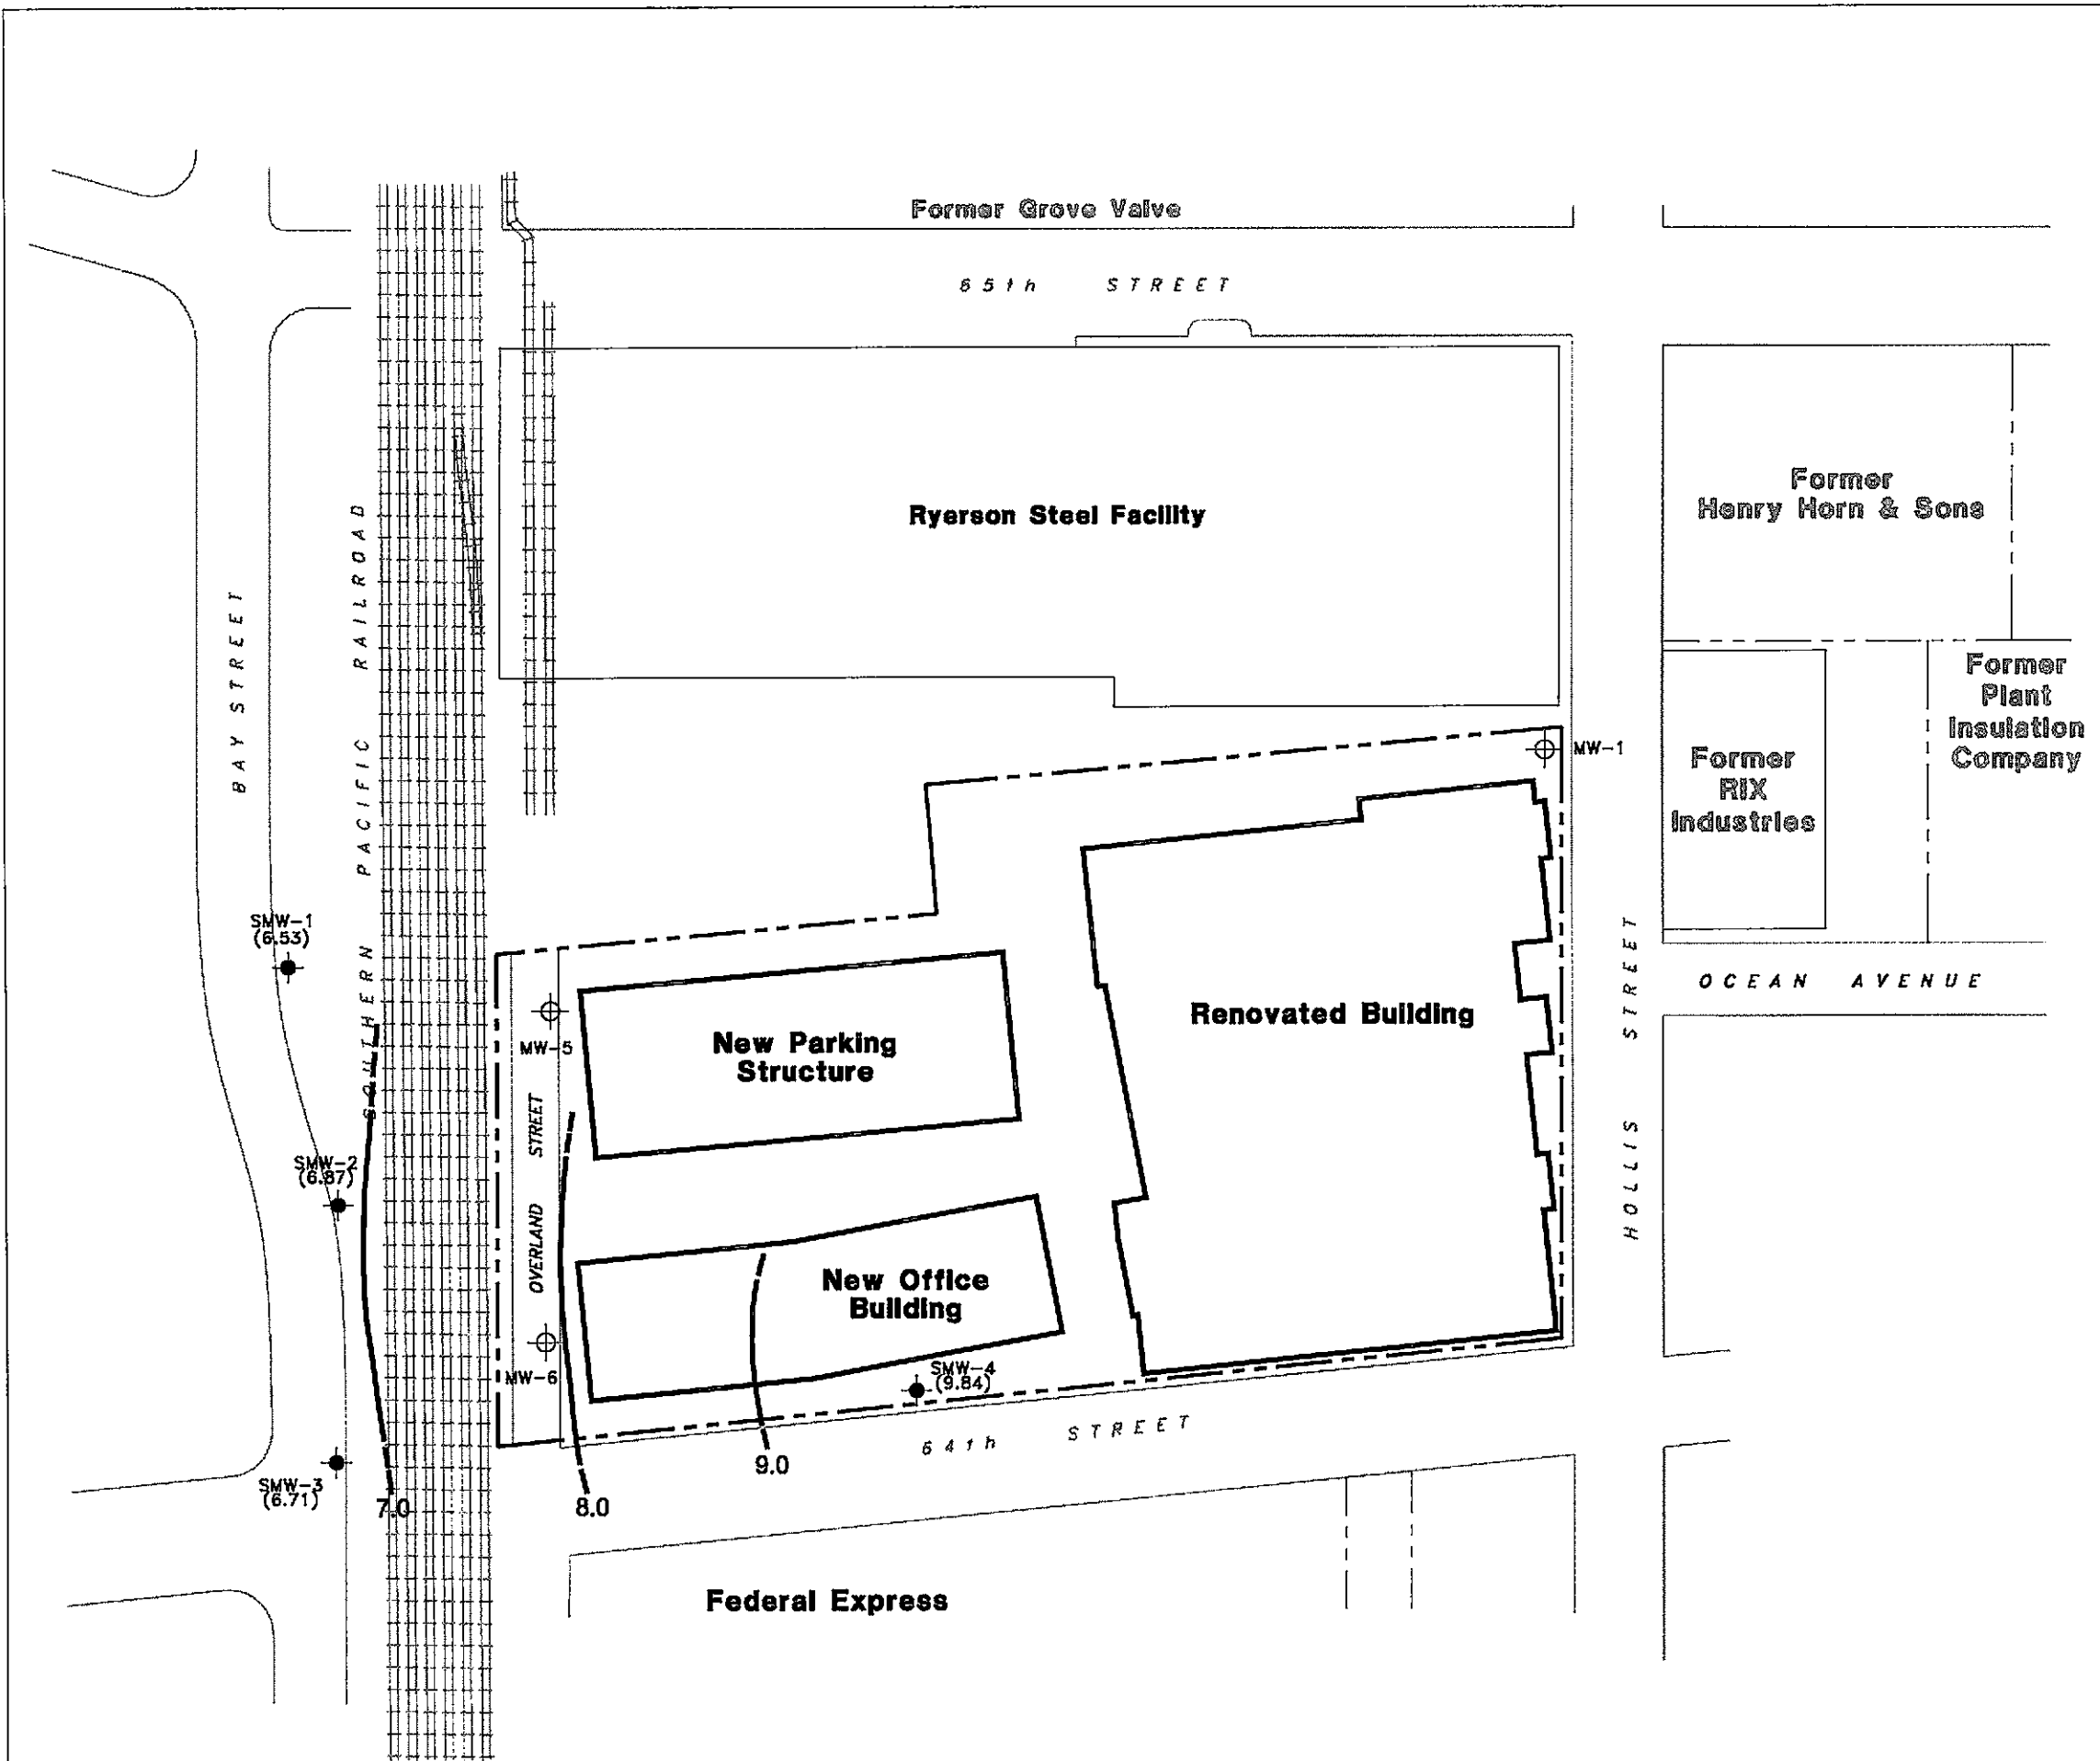 Former Grove Valve
65th STREET
Ryerson Steel Facility
Former
Henry Horn & Sons
SOUTHERN PACIFIC RAILROAD
BAY STREET
Former
Plant
Insulation
Company
MW-1
Former
RIX
Industries
SMW-1
(6.53)
HOLLIS STREET
OCEAN AVENUE
Renovated Building
MW-5
New Parking
Structure
OVERLAND STREET
SMW-2
(6.87)
New Office
Building
MW-6
SMW-4
(9.84)
64th STREET
9.0
SMW-3
(6.71)
7.0
8.0
Federal Express